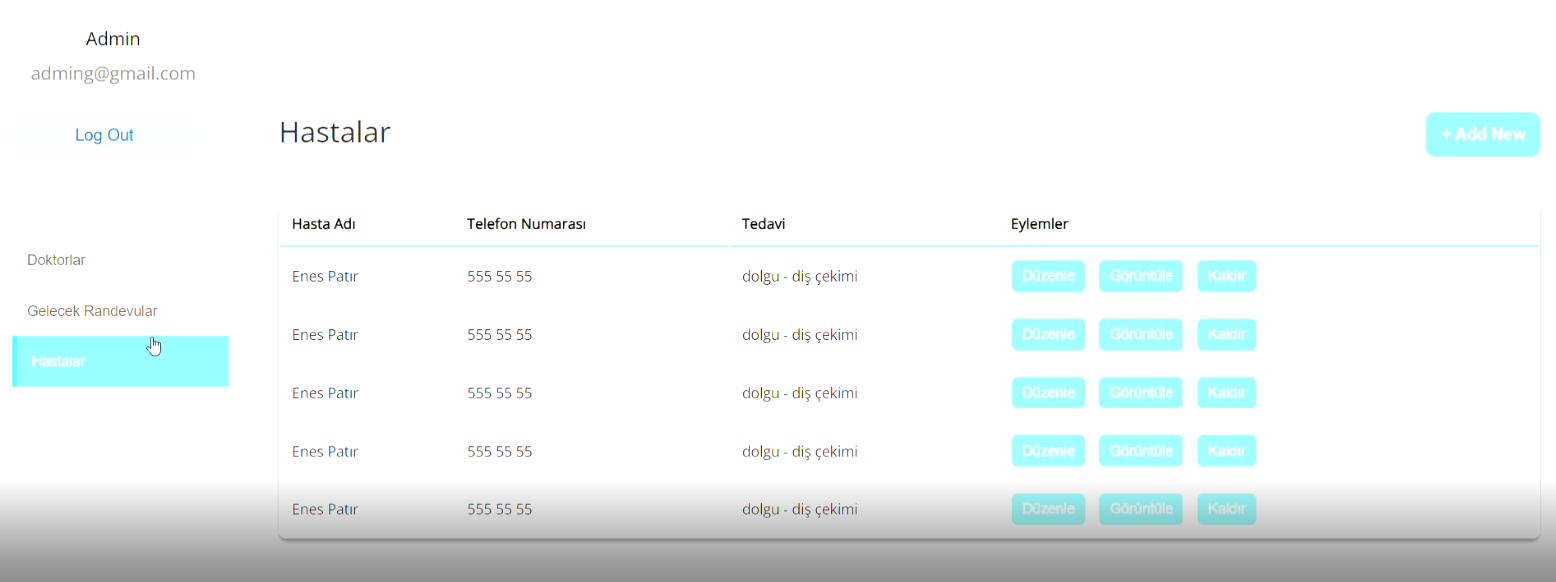 Admin
adming@gmail.com
Log Out
Hastalar
+ Add New
Doktorlar
Gelecek Randevular
Hastalar
Hasta Adı Telefon Numarası Tedavi Eylemler
Enes Patır 555 55 55 dolgu - diş çekimi Düzenle Görüntüle Kaldır
Enes Patır 555 55 55 dolgu - diş çekimi Düzenle Görüntüle Kaldır
Enes Patır 555 55 55 dolgu - diş çekimi Düzenle Görüntüle Kaldır
Enes Patır 555 55 55 dolgu - diş çekimi Düzenle Görüntüle Kaldır
Enes Patır 555 55 55 dolgu - diş çekimi Düzenle Görüntüle Kaldır